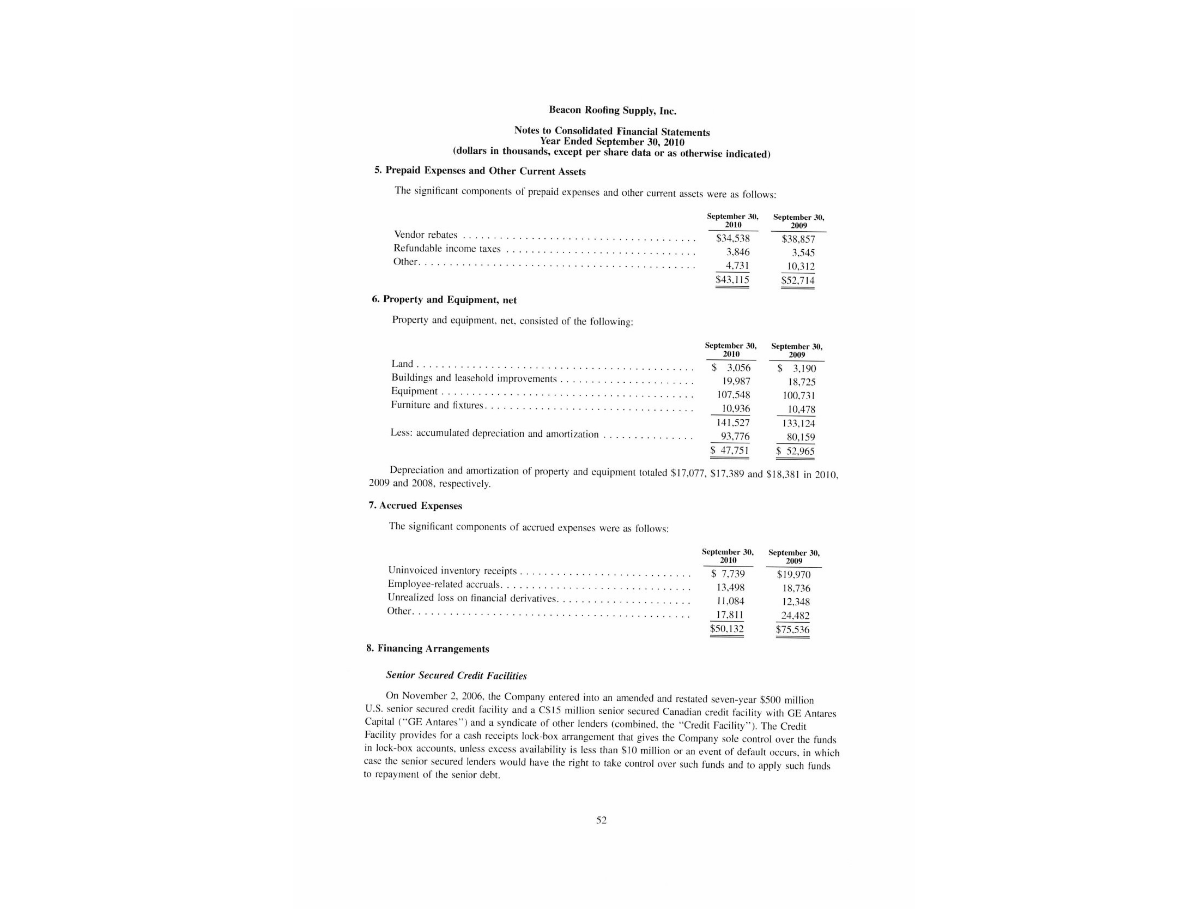 Beacon Roofing Supply, Inc.
Notes to Consolidated Financial Statements
Year Ended September 30, 2010
(dollars in thousands, except per share data or as otherwise indicated)
5. Prepaid Expenses and Other Current Assets
The significant components of prepaid expenses and other current assets were as follows:
September 30, 2010 September 30, 2009
Vendor rebates $34,538 $38,857
Refundable income taxes 3,846 3,545
Other 4,731 10,312
$43,115 $52,714
6. Property and Equipment, net
Property and equipment, net, consisted of the following:
September 30, 2010 September 30, 2009
Land $ 3,056 $ 3,190
Buildings and leasehold improvements 19,987 18,725
Equipment 107,548 100,731
Furniture and fixtures 10,936 10,478
141,527 133,124
Less: accumulated depreciation and amortization 93,776 80,159
$ 47,751 $ 52,965
Depreciation and amortization of property and equipment totaled $17,077, $17,389 and $18,381 in 2010,
2009 and 2008, respectively.
7. Accrued Expenses
The significant components of accrued expenses were as follows:
September 30, 2010 September 30, 2009
Uninvoiced inventory receipts $ 7,739 $19,970
Employee-related accruals 13,498 18,736
Unrealized loss on financial derivatives 11,084 12,348
Other 17,811 24,482
$50,132 $75,536
8. Financing Arrangements
Senior Secured Credit Facilities
On November 2, 2006, the Company entered into an amended and restated seven-year $500 million
U.S. senior secured credit facility and a C$15 million senior secured Canadian credit facility with GE Antares
Capital ("GE Antares") and a syndicate of other lenders (combined, the "Credit Facility"). The Credit
Facility provides for a cash receipts lock-box arrangement that gives the Company sole control over the funds
in lock-box accounts, unless excess availability is less than $10 million or an event of default occurs, in which
case the senior secured lenders would have the right to take control over such funds and to apply such funds
to repayment of the senior debt.
52